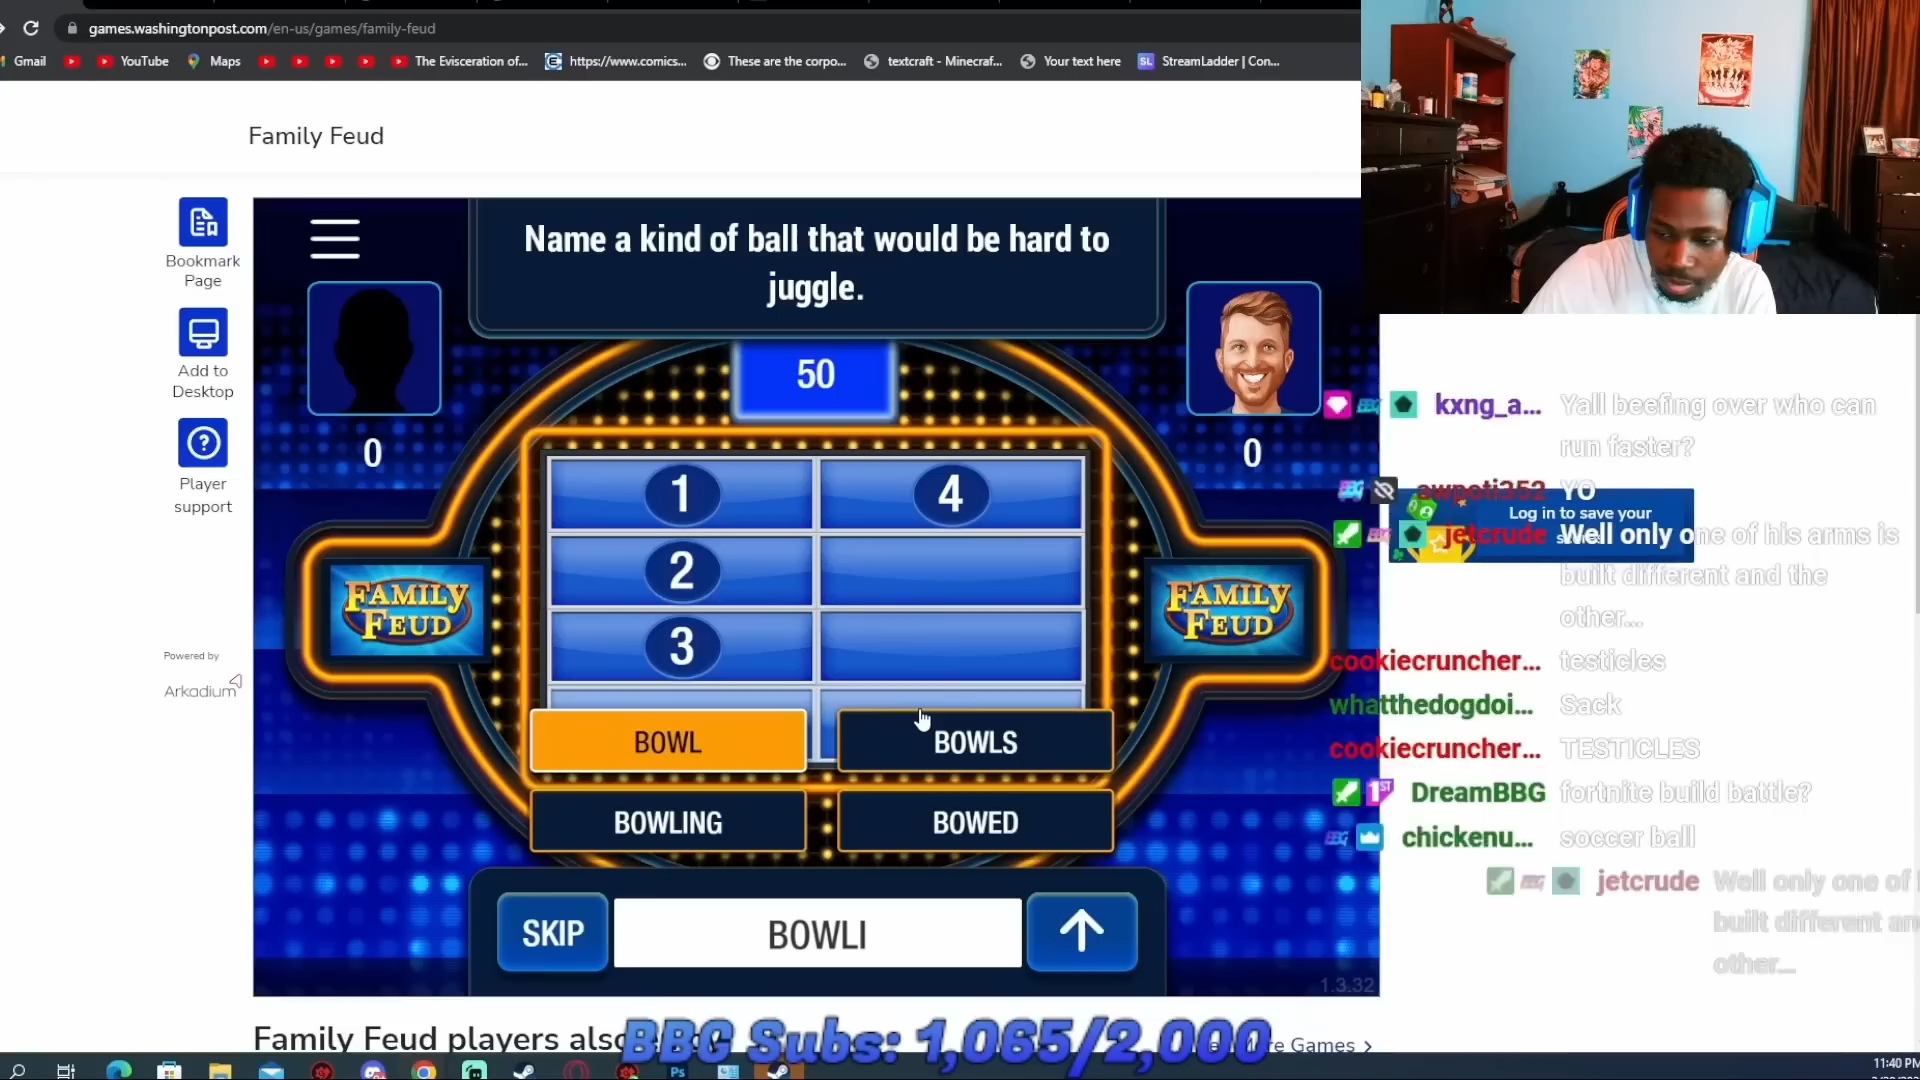 games.washingtonpost.com/en-us/games/family-feud
Gmail
YouTube
Maps
The Evisceration of...
https://www.comics...
These are the corpo...
textcraft - Minecraf...
Your text here
SL
StreamLadder | Con...
Family Feud
Bookmark
Page
Add to
Desktop
Player
support
Powered by
Arkadium
Name a kind of ball that would be hard to
juggle.
50
0
0
1
4
2
3
FAMILY
FEUD
FAMILY
FEUD
BOWL
BOWLS
BOWLING
BOWED
SKIP
BOWLI
1.3.32
kxng_a... Yall beefing over who can
run faster?
awpoti352 YO
Log in to save your
jetcrude Well only one of his arms is
built different and the
other...
cookiecruncher... testicles
whatthedogdoi... Sack
cookiecruncher... TESTICLES
DreamBBG fortnite build battle?
chickenu... soccer ball
jetcrude Well only one of
built different
other...
Family Feud players also
BBG Subs: 1,065/2,000
Games
11:40 PM